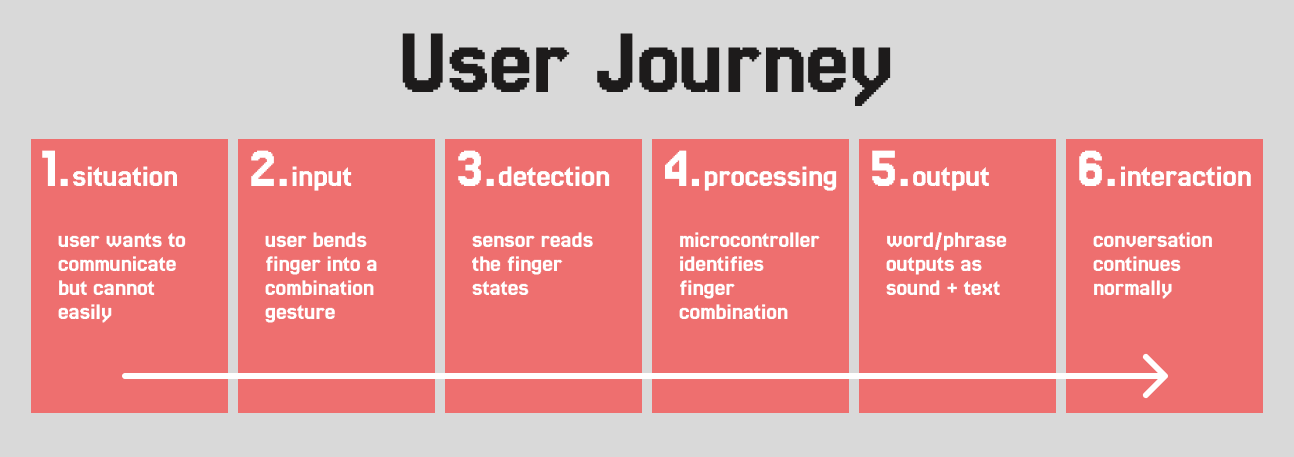 User Journey
1.situation
user wants to
communicate
but cannot
easily
2.input
user bends
finger into a
combination
gesture
3.detection
sensor reads
the finger
states
4.processing
microcontroller
identifies
finger
combination
5.output
word/phrase
outputs as
sound + text
6.interaction
conversation
continues
normally